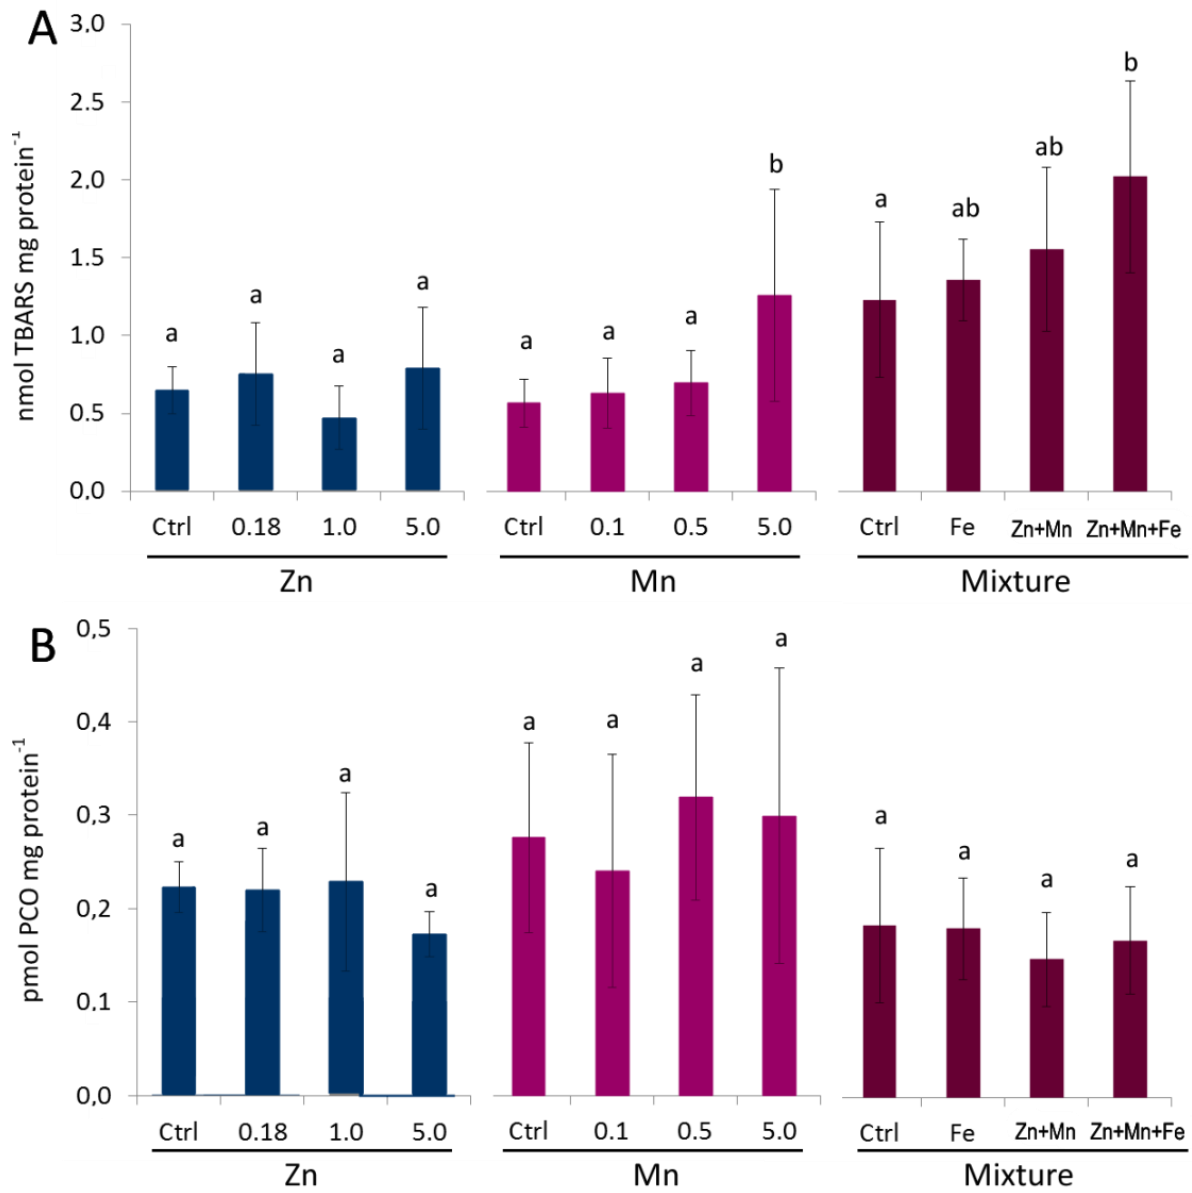 A
nmol TBARS mg protein⁻¹
3,0
2.5
2.0
1.5
1.0
0.5
0.0
a
a
a
a
a
a
a
b
a
ab
ab
b
Ctrl 0.18 1.0 5.0
Ctrl 0.1 0.5 5.0
Ctrl Fe Zn+Mn Zn+Mn+Fe
Zn Mn Mixture
B
pmol PCO mg protein⁻¹
0,5
0,4
0.3
0,2
0.1
0,0
a
a
a
a
a
a
a
a
a
a
a
a
Ctrl 0.18 1.0 5.0
Ctrl 0.1 0.5 5.0
Ctrl Fe Zn+Mn Zn+Mn+Fe
Zn Mn Mixture